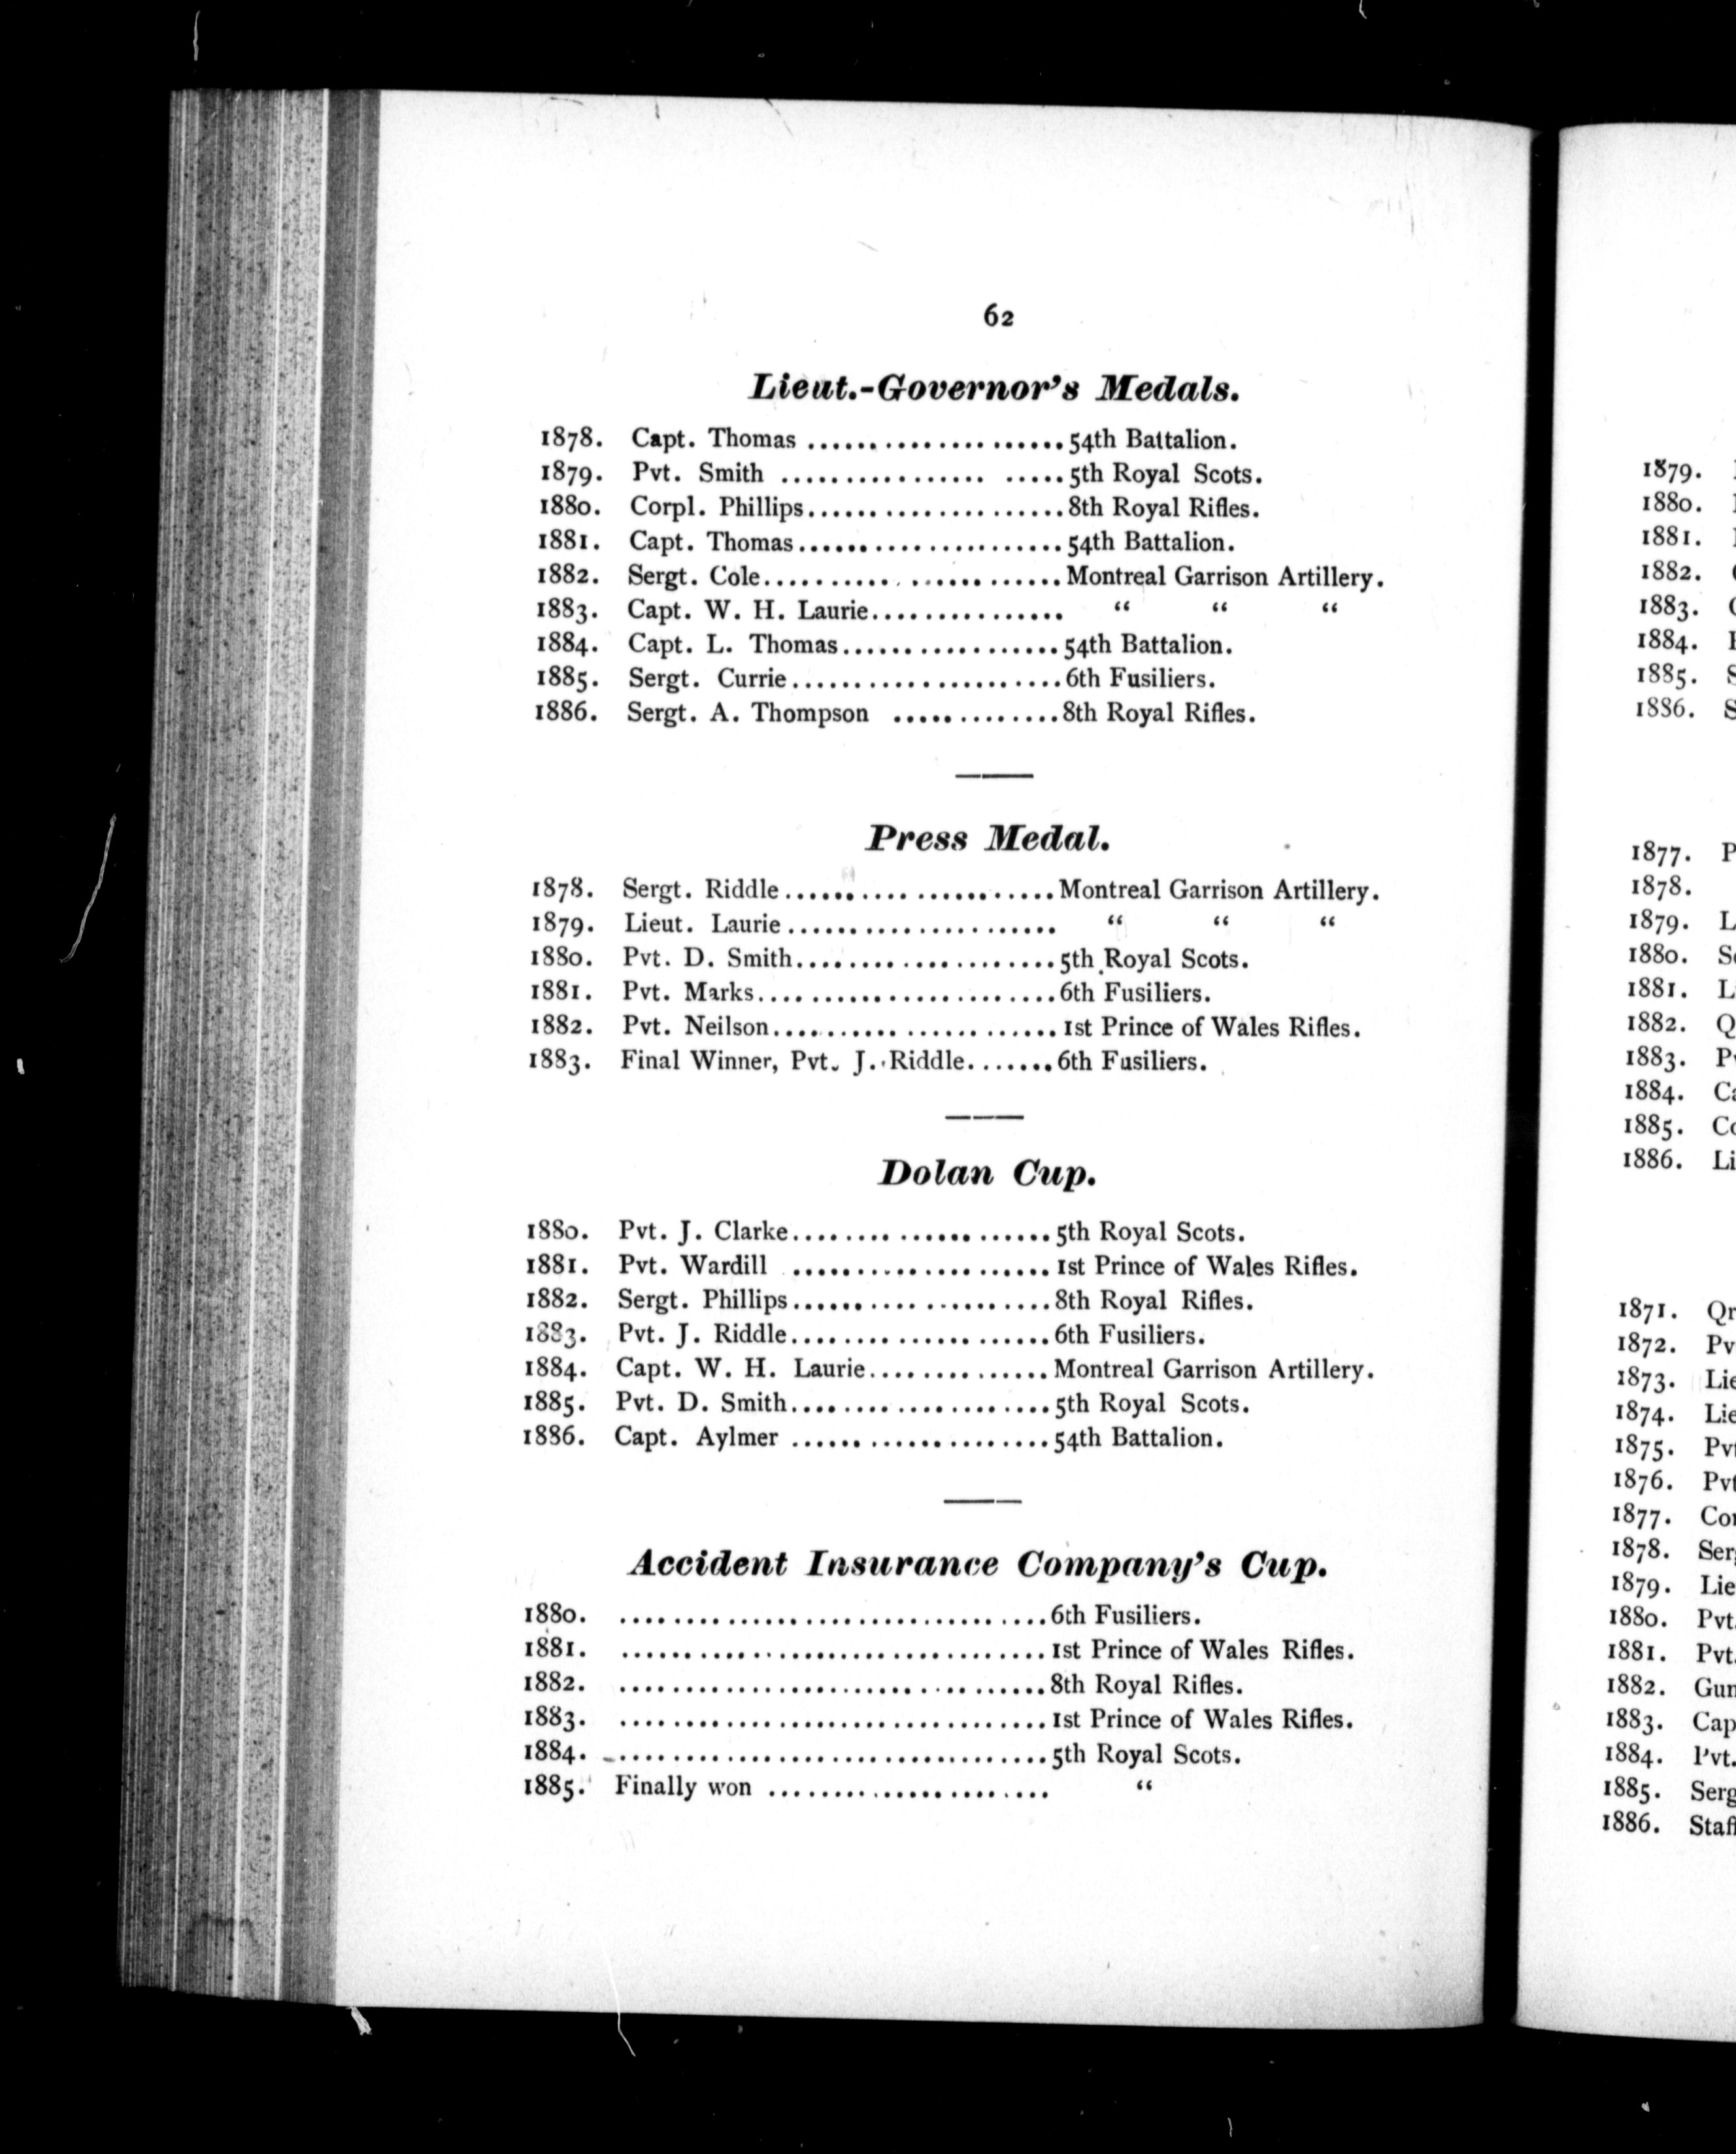 62
Lieut.-Governor's Medals.
1878. Capt. Thomas ........................ 54th Battalion.
1879. Pvt. Smith ..................... 5th Royal Scots.
1880. Corpl. Phillips..................... 8th Royal Rifles.
1881. Capt. Thomas...................... 54th Battalion.
1882. Sergt. Cole........................ Montreal Garrison Artillery.
1883. Capt. W. H. Laurie............... “ “ “
1884. Capt. L. Thomas................. 54th Battalion.
1885. Sergt. Currie...................... 6th Fusiliers.
1886. Sergt. A. Thompson ............. 8th Royal Rifles.
Press Medal.
1878. Sergt. Riddle...................... Montreal Garrison Artillery.
1879. Lieut. Laurie...................... “ “ “
1880. Pvt. D. Smith..................... 5th Royal Scots.
1881. Pvt. Marks........................ 6th Fusiliers.
1882. Pvt. Neilson....................... 1st Prince of Wales Rifles.
1883. Final Winner, Pvt. J. Riddle....... 6th Fusiliers.
Dolan Cup.
1880. Pvt. J. Clarke..................... 5th Royal Scots.
1881. Pvt. Wardill ..................... 1st Prince of Wales Rifles.
1882. Sergt. Phillips..................... 8th Royal Rifles.
1883. Pvt. J. Riddle..................... 6th Fusiliers.
1884. Capt. W. H. Laurie.............. Montreal Garrison Artillery.
1885. Pvt. D. Smith..................... 5th Royal Scots.
1886. Capt. Aylmer ..................... 54th Battalion.
Accident Insurance Company's Cup.
1880. .................................. 6th Fusiliers.
1881. .................................. 1st Prince of Wales Rifles.
1882. .................................. 8th Royal Rifles.
1883. .................................. 1st Prince of Wales Rifles.
1884. .................................. 5th Royal Scots.
1885. Finally won ....................... “
1879.
1880.
1881.
1882.
1883.
1884.
1885.
1886.
1877.
1878.
1879.
1880.
1881.
1882.
1883.
1884.
1885.
1886.
1871.
1872.
1873.
1874.
1875.
1876.
1877.
1878.
1879.
1880. Pvt.
1881. Pvt.
1882.
1883.
1884. Pvt.
1885.
1886.